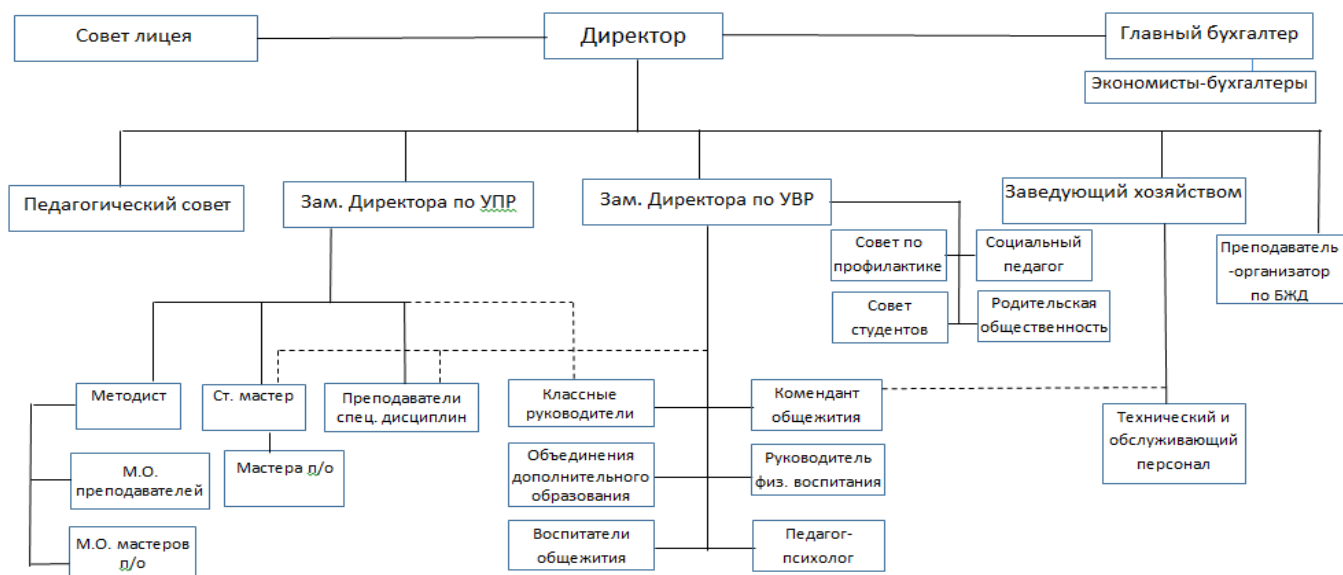 Совет лицея
Директор
Главный бухгалтер
Экономисты-бухгалтеры
Педагогический совет
Зам. Директора по УПР
Зам. Директора по УВР
Заведующий хозяйством
Преподаватель
-организатор
по БЖД
Совет по
профилактике
Социальный
педагог
Совет
студентов
Родительская
общественность
Методист
Ст. мастер
Преподаватели
спец. дисциплин
Классные
руководители
Комендант
общежития
Технический и
обслуживающий
персонал
М.О.
преподавателей
Мастера п/о
Объединения
дополнительного
образования
Руководитель
физ. воспитания
М.О. мастеров
п/о
Воспитатели
общежития
Педагог-
психолог